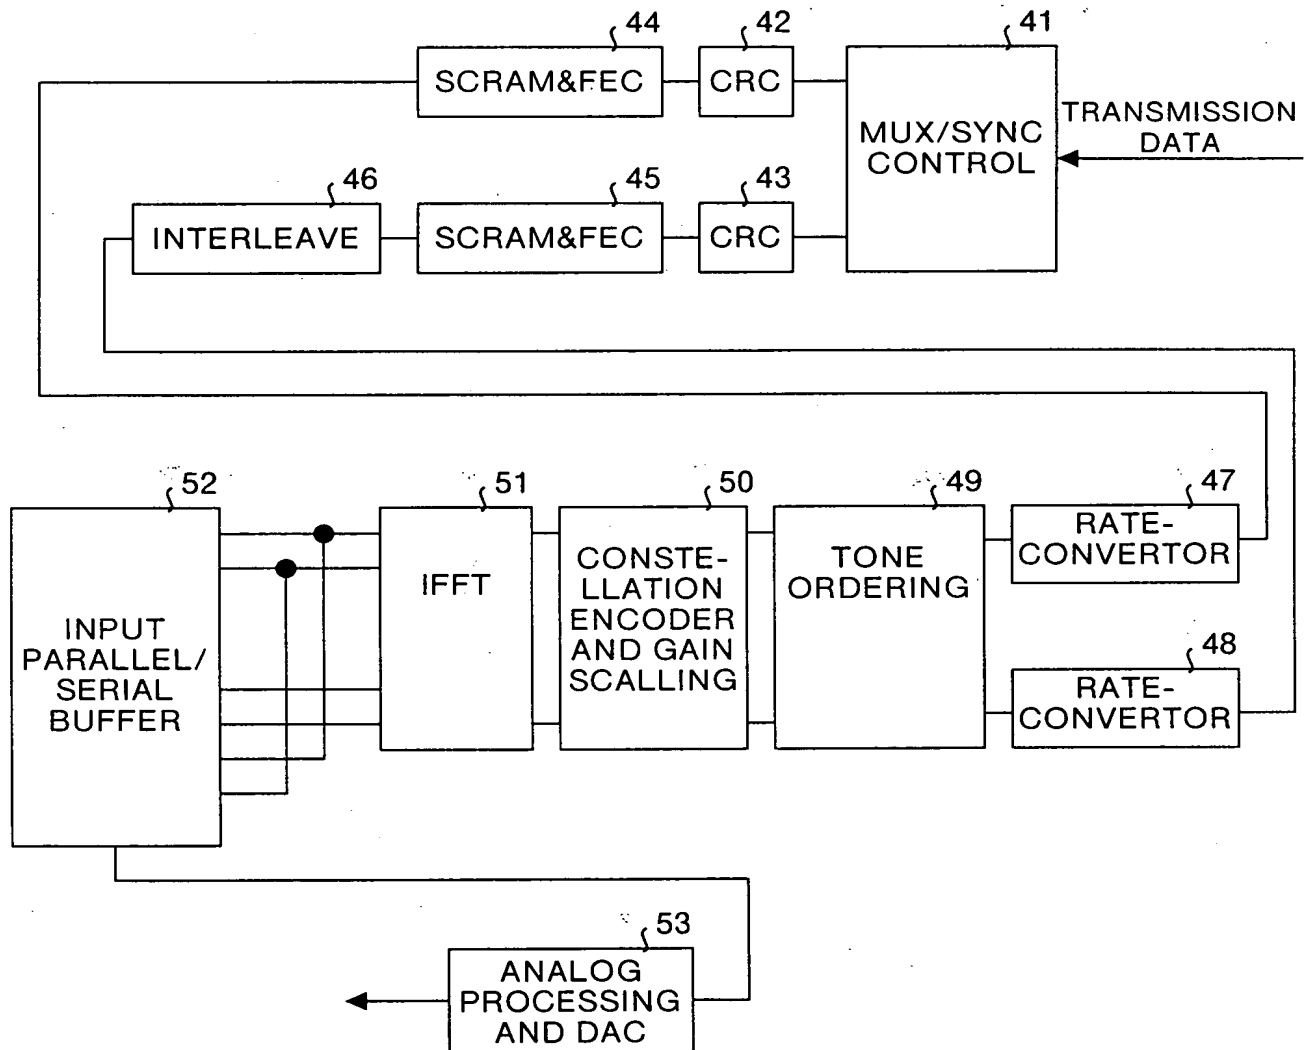 44
42
41
SCRAM&FEC
CRC
MUX/SYNC
CONTROL
TRANSMISSION
DATA
46
45
43
INTERLEAVE
SCRAM&FEC
CRC
52
51
50
49
47
INPUT
PARALLEL/
SERIAL
BUFFER
IFFT
CONSTE-
LLATION
ENCODER
AND GAIN
SCALLING
TONE
ORDERING
RATE-
CONVERTOR
48
RATE-
CONVERTOR
53
ANALOG
PROCESSING
AND DAC